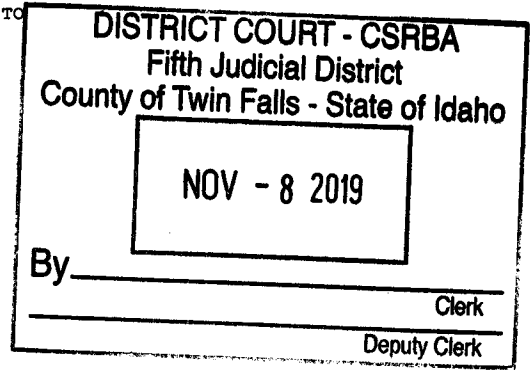 TO
DISTRICT COURT - CSRBA
Fifth Judicial District
County of Twin Falls - State of Idaho
NOV - 8 2019
By
Clerk
Deputy Clerk